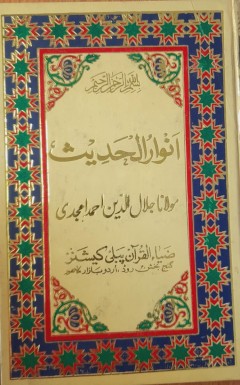 بسم الله الرحمن الرحيم
انوار الحدیث
مولانا جلال الدین احمد امجدی
ضیاء القرآن پبلی کیشنز
گنج بخش روڈ، اردو بازار لاہور